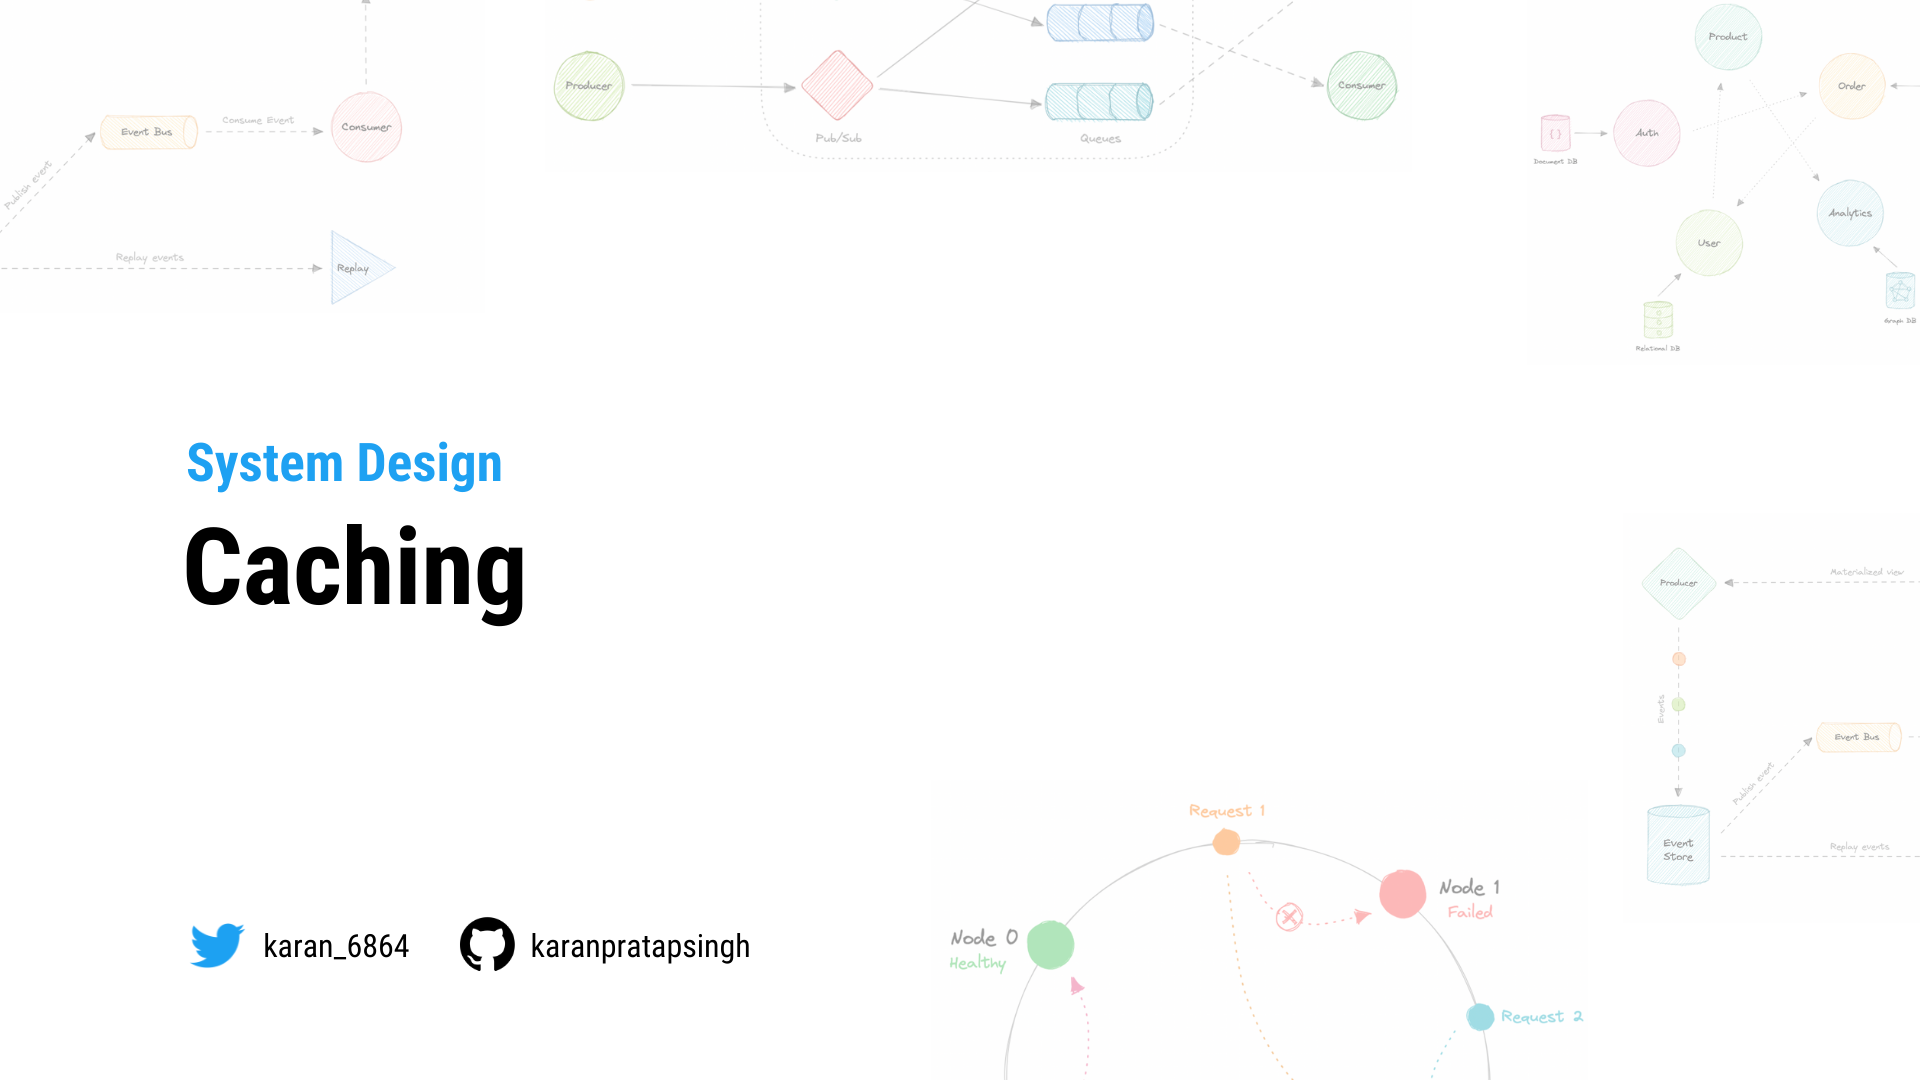 Event Bus
Consume Event
Consumer
Publish event
Replay events
Replay
Producer
Pub/Sub
Queues
Consumer
Product
Order
Auth
Document DB
User
Analytics
Relational DB
Graph DB
System Design
Caching
karan_6864
karanpratapsingh
Producer
Materialized view
Events
Event Bus
Publish event
Event
Store
Replay events
Request 1
Node 0
Healthy
Node 1
Failed
Request 2